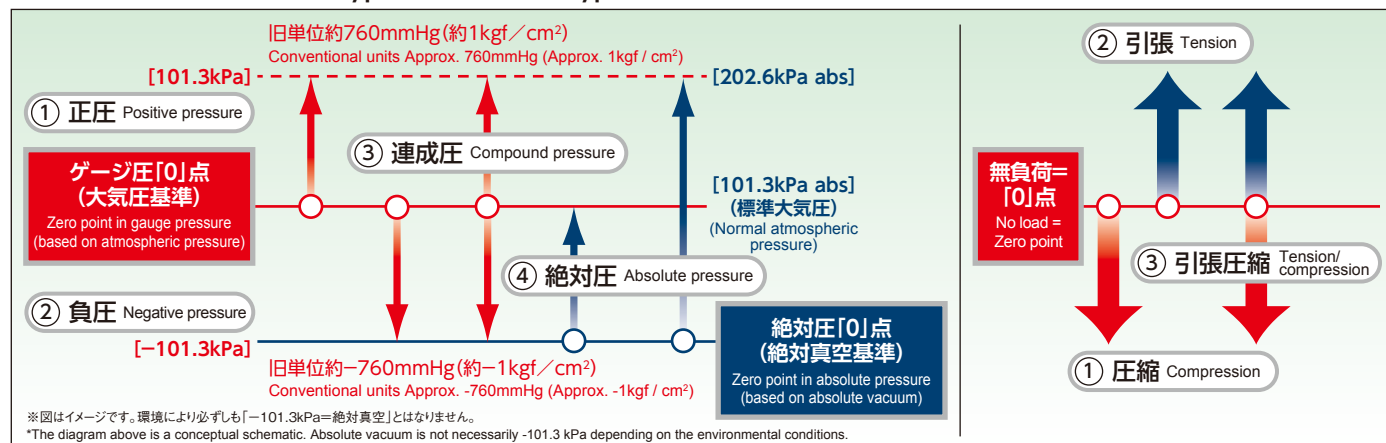 旧単位約760mmHg(約1kgf／cm²)
Conventional units Approx. 760mmHg (Approx. 1kgf / cm²)
[101.3kPa]
[202.6kPa abs]
① 正圧 Positive pressure
③ 連成圧 Compound pressure
ゲージ圧「0」点
(大気圧基準)
Zero point in gauge pressure
(based on atmospheric pressure)
[101.3kPa abs]
(標準大気圧)
(Normal atmospheric
pressure)
④ 絶対圧 Absolute pressure
② 負圧 Negative pressure
[−101.3kPa]
絶対圧「0」点
(絶対真空基準)
Zero point in absolute pressure
(based on absolute vacuum)
旧単位約−760mmHg(約−1kgf／cm²)
Conventional units Approx. -760mmHg (Approx. -1kgf / cm²)
※図はイメージです。環境により必ずしも「−101.3kPa=絶対真空」とはなりません。
*The diagram above is a conceptual schematic. Absolute vacuum is not necessarily -101.3 kPa depending on the environmental conditions.
② 引張 Tension
無負荷=
「0」点
No load =
Zero point
③ 引張圧縮 Tension/
compression
① 圧縮 Compression